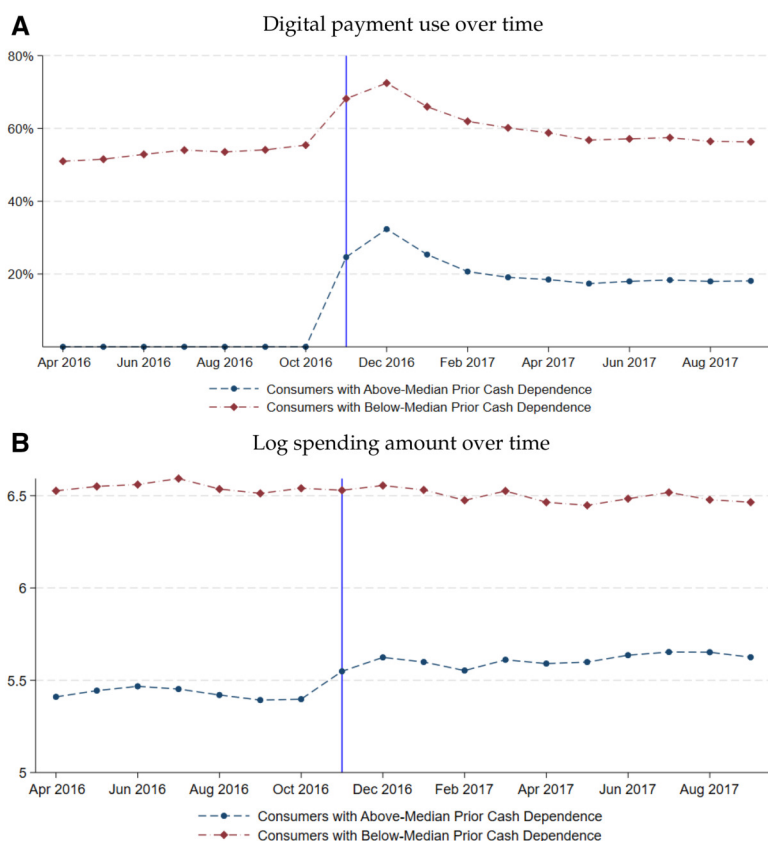 A
Digital payment use over time
80%
60%
40%
20%
Apr 2016 Jun 2016 Aug 2016 Oct 2016 Dec 2016 Feb 2017 Apr 2017 Jun 2017 Aug 2017
Consumers with Above-Median Prior Cash Dependence
Consumers with Below-Median Prior Cash Dependence
B
Log spending amount over time
6.5
6
5.5
5
Apr 2016 Jun 2016 Aug 2016 Oct 2016 Dec 2016 Feb 2017 Apr 2017 Jun 2017 Aug 2017
Consumers with Above-Median Prior Cash Dependence
Consumers with Below-Median Prior Cash Dependence